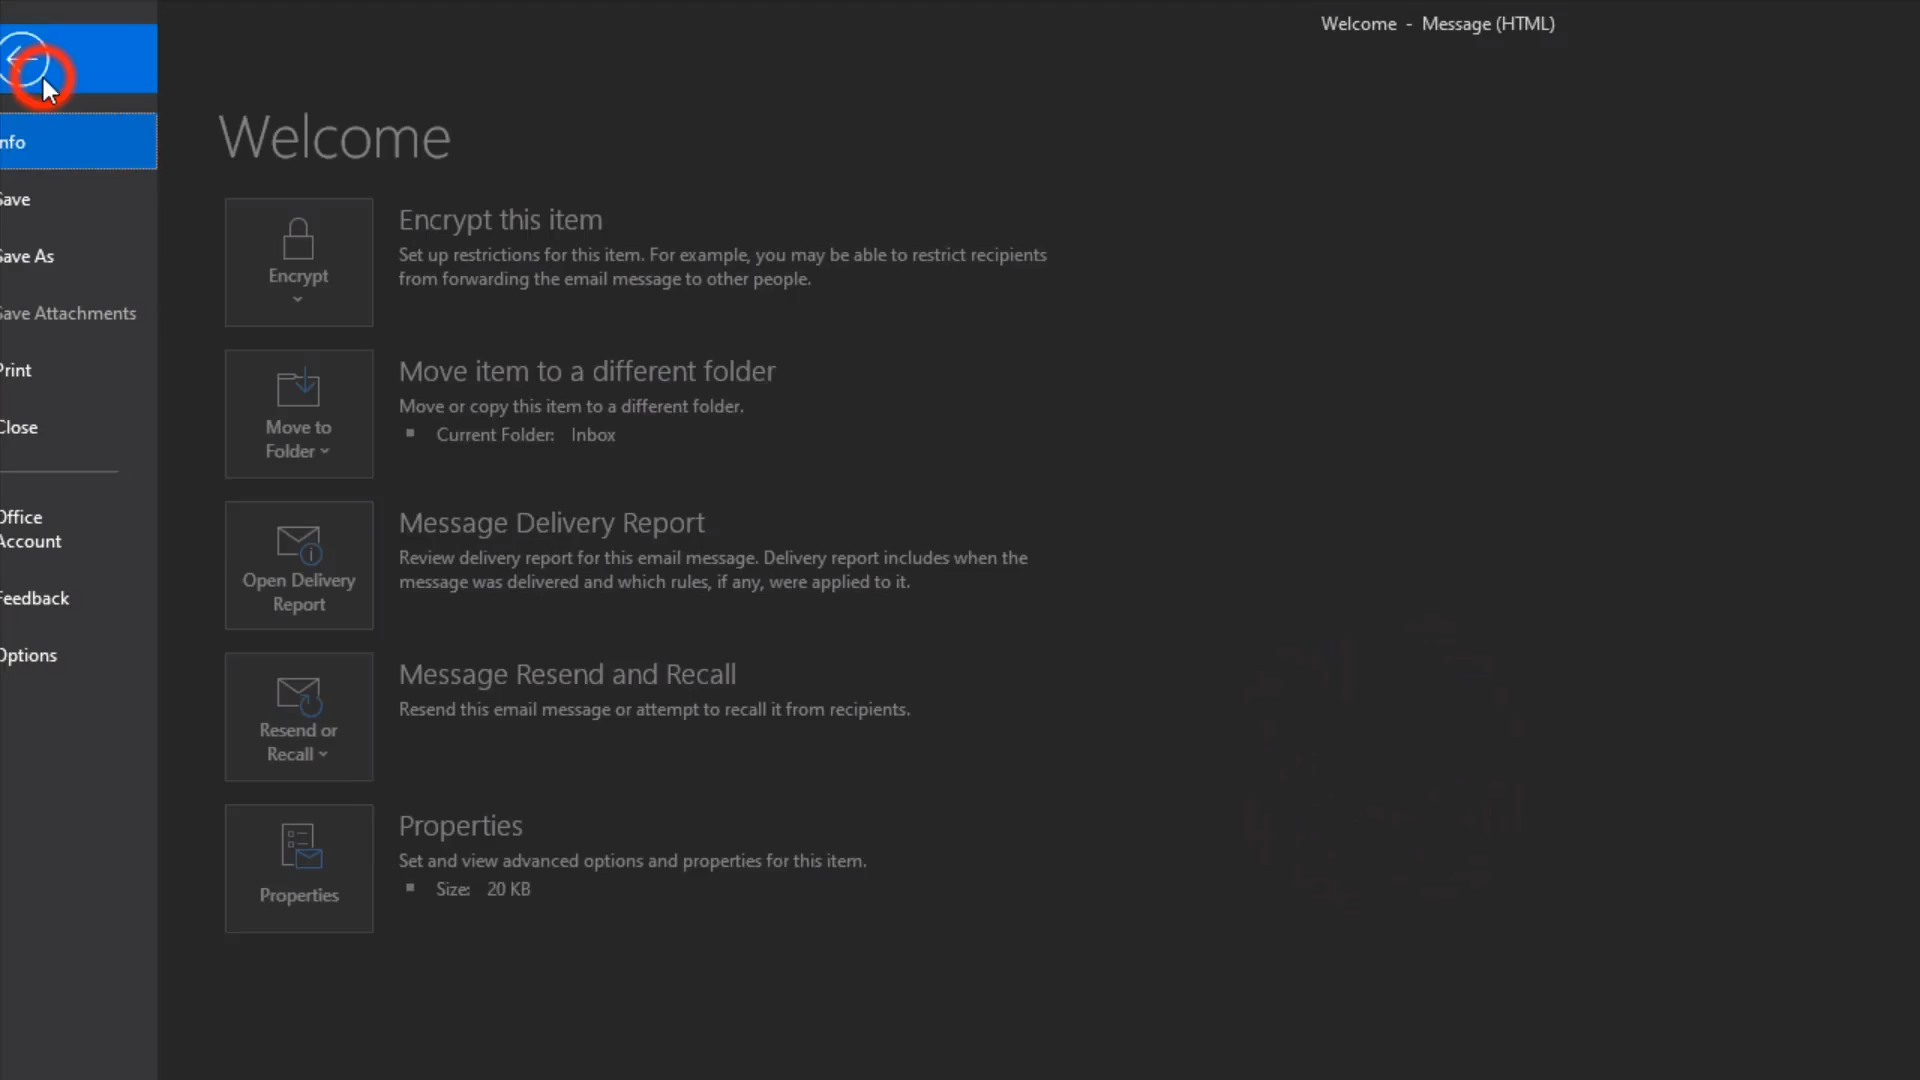 Welcome - Message (HTML)
nfo
Save
Save As
Save Attachments
Print
Close
Office
Account
Feedback
Options
Welcome
Encrypt
Encrypt this item
Set up restrictions for this item. For example, you may be able to restrict recipients
from forwarding the email message to other people.
Move to
Folder
Move item to a different folder
Move or copy this item to a different folder.
Current Folder: Inbox
Open Delivery
Report
Message Delivery Report
Review delivery report for this email message. Delivery report includes when the
message was delivered and which rules, if any, were applied to it.
Resend or
Recall
Message Resend and Recall
Resend this email message or attempt to recall it from recipients.
Properties
Properties
Set and view advanced options and properties for this item.
Size: 20 KB